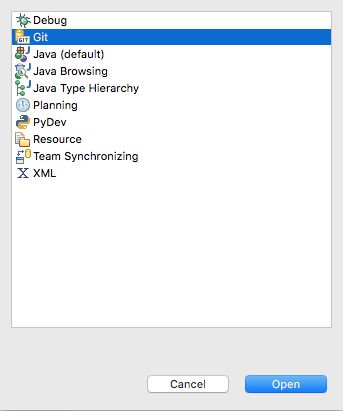 Debug
Git
Java (default)
Java Browsing
Java Type Hierarchy
Planning
PyDev
Resource
Team Synchronizing
XML
Cancel Open